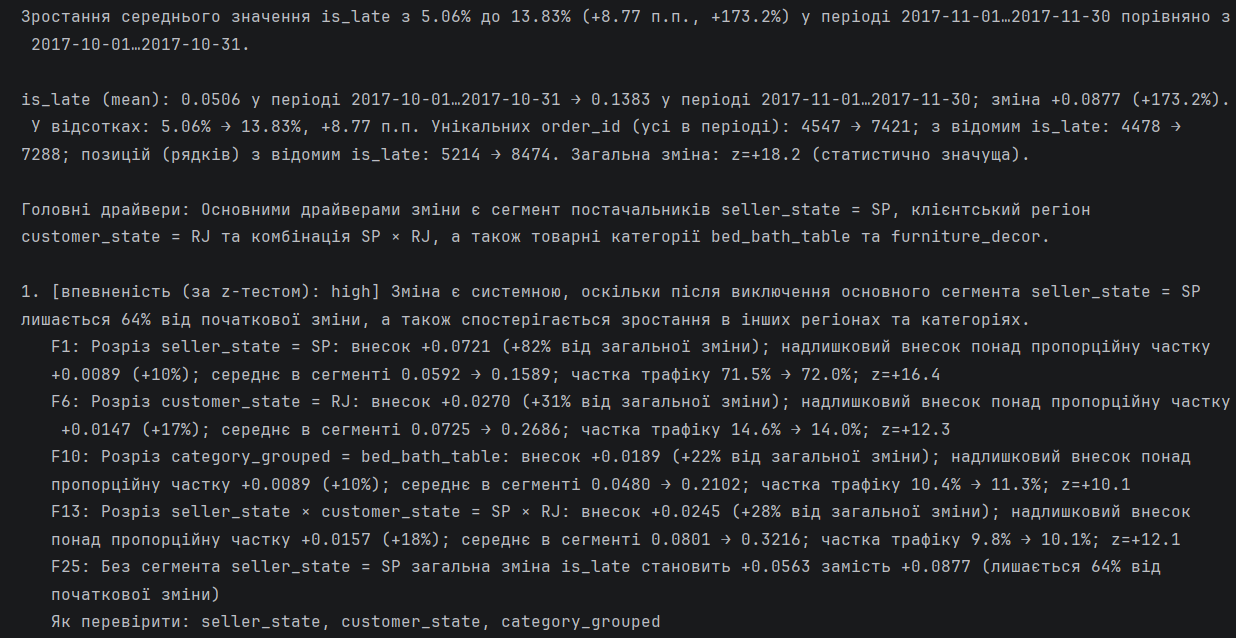 Зростання середнього значення is_late з 5.06% до 13.83% (+8.77 п.п., +173.2%) у періоді 2017-11-01…2017-11-30 порівняно з
2017-10-01…2017-10-31.
is_late (mean): 0.0506 у періоді 2017-10-01…2017-10-31 → 0.1383 у періоді 2017-11-01…2017-11-30; зміна +0.0877 (+173.2%).
У відсотках: 5.06% → 13.83%, +8.77 п.п. Унікальних order_id (усі в періоді): 4547 → 7421; з відомим is_late: 4478 →
7288; позицій (рядків) з відомим is_late: 5214 → 8474. Загальна зміна: z=+18.2 (статистично значуща).
Головні драйвери: Основними драйверами зміни є сегмент постачальників seller_state = SP, клієнтський регіон
customer_state = RJ та комбінація SP × RJ, а також товарні категорії bed_bath_table та furniture_decor.
1. [впевненість (за z-тестом): high] Зміна є системною, оскільки після виключення основного сегмента seller_state = SP
лишається 64% від початкової зміни, а також спостерігається зростання в інших регіонах та категоріях.
F1: Розріз seller_state = SP: внесок +0.0721 (+82% від загальної зміни); надлишковий внесок понад пропорційну частку
+0.0089 (+10%); середнє в сегменті 0.0592 → 0.1589; частка трафіку 71.5% → 72.0%; z=+16.4
F6: Розріз customer_state = RJ: внесок +0.0270 (+31% від загальної зміни); надлишковий внесок понад пропорційну частку
+0.0147 (+17%); середнє в сегменті 0.0725 → 0.2686; частка трафіку 14.6% → 14.0%; z=+12.3
F10: Розріз category_grouped = bed_bath_table: внесок +0.0189 (+22% від загальної зміни); надлишковий внесок понад
пропорційну частку +0.0089 (+10%); середнє в сегменті 0.0480 → 0.2102; частка трафіку 10.4% → 11.3%; z=+10.1
F13: Розріз seller_state × customer_state = SP × RJ: внесок +0.0245 (+28% від загальної зміни); надлишковий внесок
понад пропорційну частку +0.0157 (+18%); середнє в сегменті 0.0801 → 0.3216; частка трафіку 9.8% → 10.1%; z=+12.1
F25: Без сегмента seller_state = SP загальна зміна is_late становить +0.0563 замість +0.0877 (лишається 64% від
початкової зміни)
Як перевірити: seller_state, customer_state, category_grouped